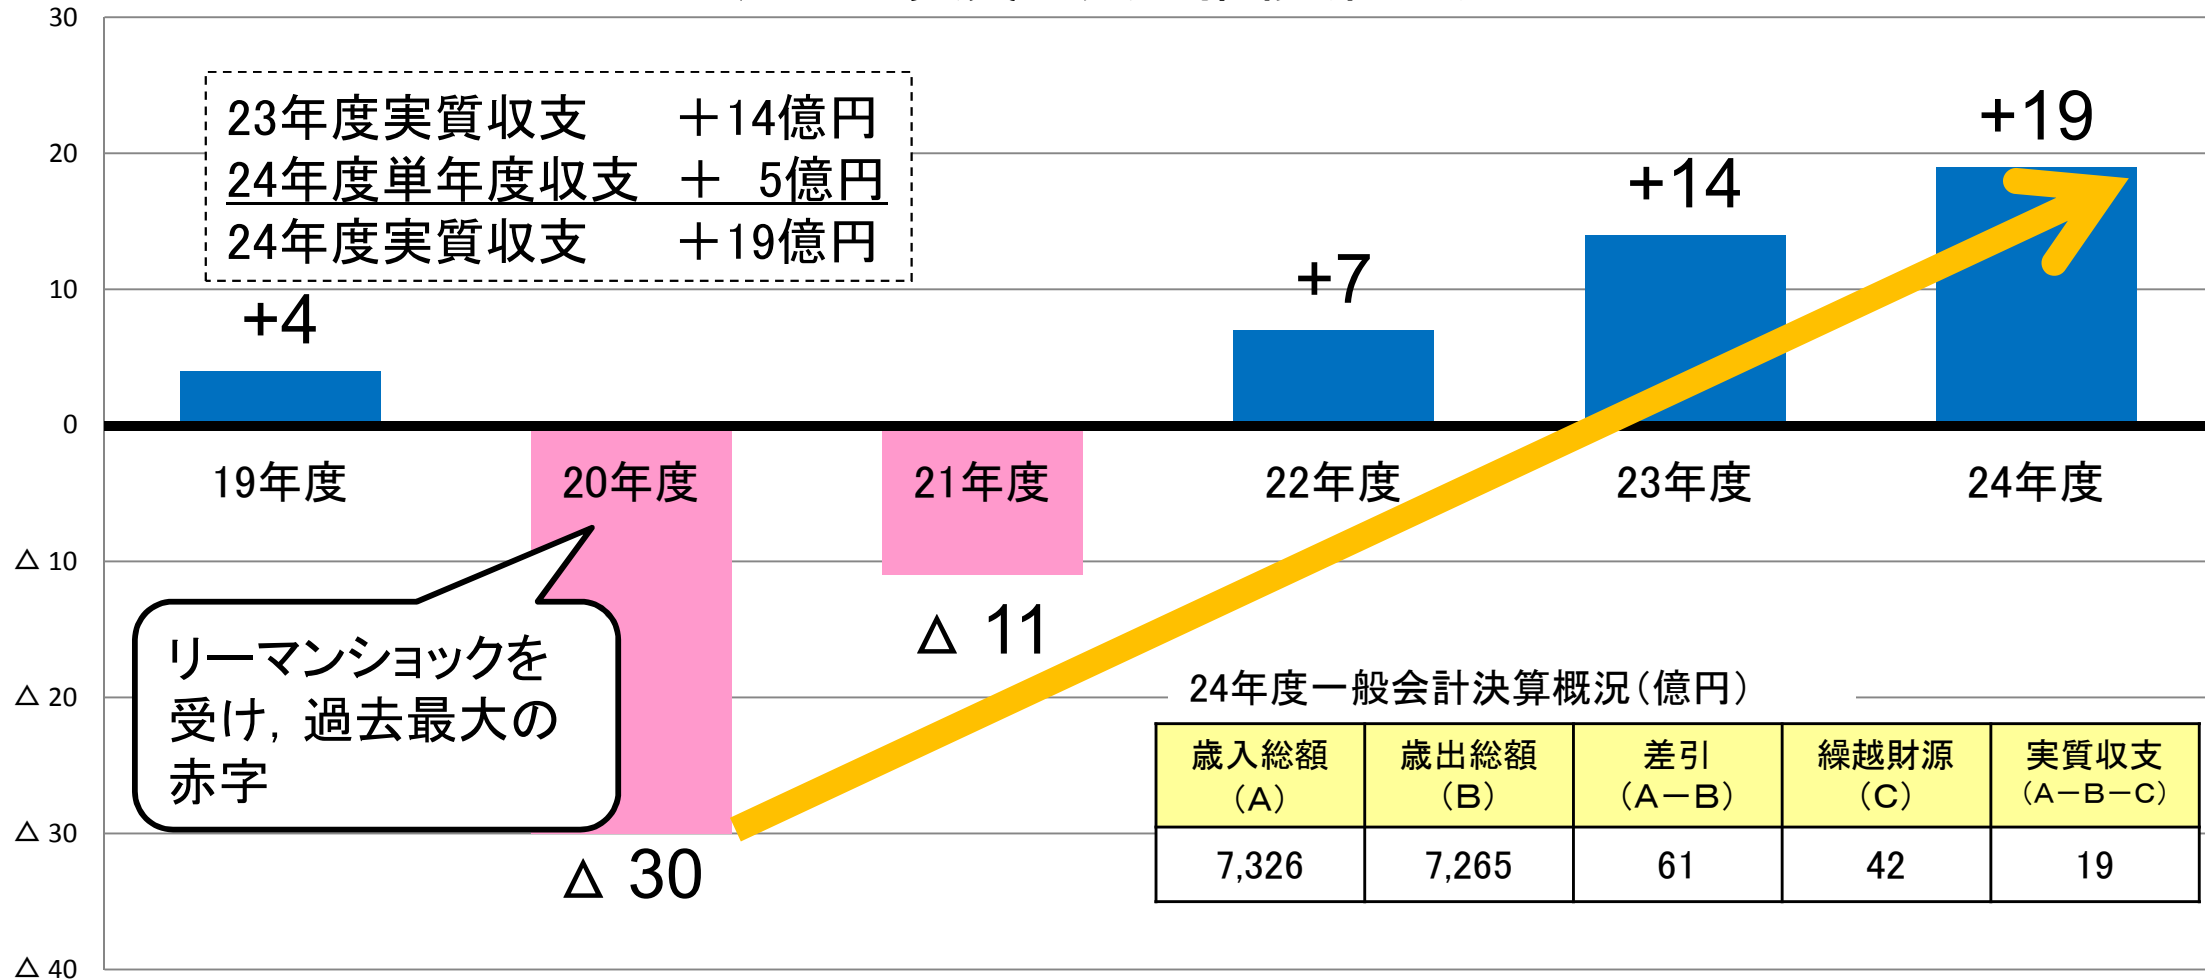 30
20
10
0
△ 10
△ 20
△ 30
△ 40
23年度実質収支　＋14億円
24年度単年度収支　＋　5億円
24年度実質収支　＋19億円
+4
△ 30
△ 11
+7
+14
+19
19年度
20年度
21年度
22年度
23年度
24年度
リーマンショックを
受け，過去最大の
赤字
24年度一般会計決算概況（億円）
歳入総額 歳出総額 差引 繰越財源 実質収支
（A） （B） （A－B） （C） （A－B－C）
7,326 7,265 61 42 19